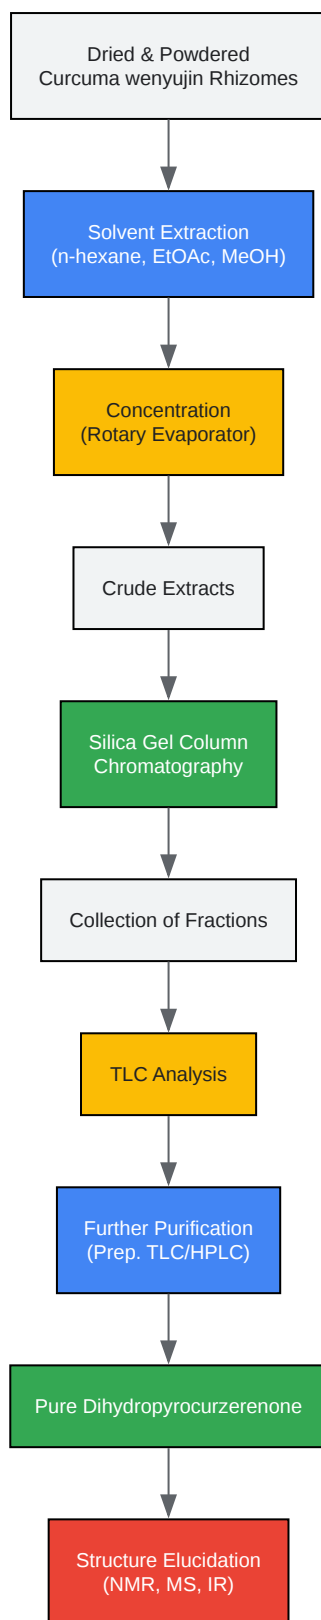 Dried & Powdered
Curcuma wenyujin Rhizomes
Solvent Extraction
(n-hexane, EtOAc, MeOH)
Concentration
(Rotary Evaporator)
Crude Extracts
Silica Gel Column
Chromatography
Collection of Fractions
TLC Analysis
Further Purification
(Prep. TLC/HPLC)
Pure Dihydropyrocurzerenone
Structure Elucidation
(NMR, MS, IR)